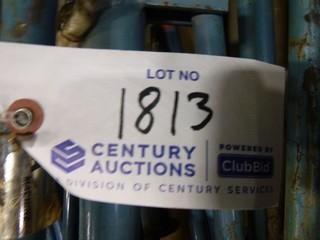 LOT NO
1813
CENTURY
AUCTIONS
POWERED BY
ClubBid
A DIVISION OF CENTURY SERVICES